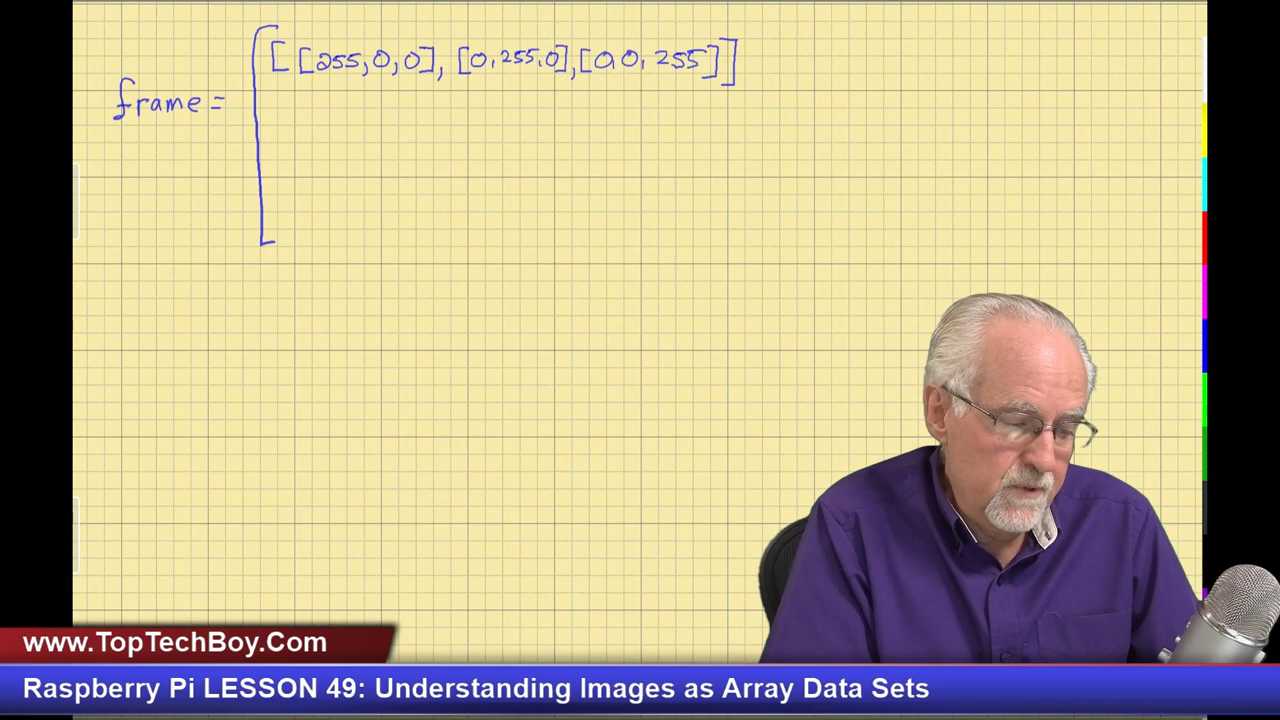 [ [ [255,0,0], [0,255,0], [0,0,255] ]
frame =
www.TopTechBoy.Com
Raspberry Pi LESSON 49: Understanding Images as Array Data Sets